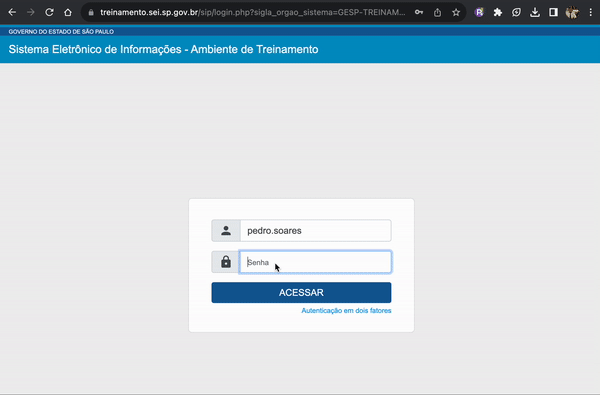 treinamento.sei.sp.gov.br/sip/login.php?sigla_orgao_sistema=GESP-TREINAM...
GOVERNO DO ESTADO DE SÃO PAULO
Sistema Eletrônico de Informações - Ambiente de Treinamento
pedro.soares
Senha
ACESSAR
Autenticação em dois fatores